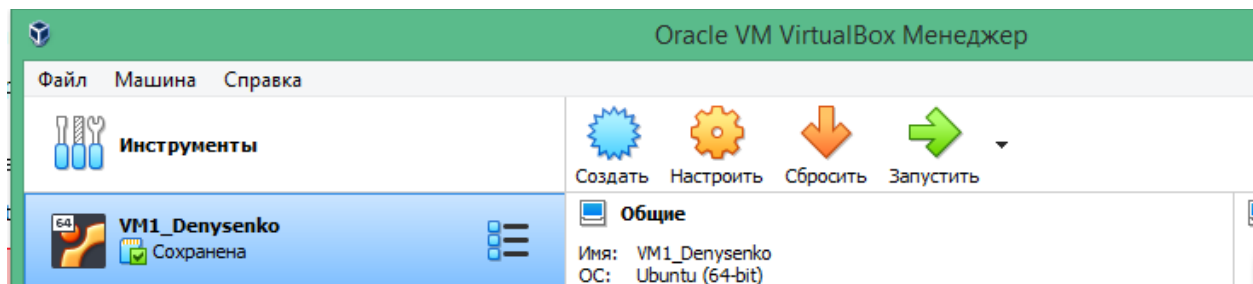 Oracle VM VirtualBox Менеджер
Файл Машина Справка
Инструменты
Создать Настроить Сбросить Запустить
64
VM1_Denysenko
Сохранена
Общие
Имя: VM1_Denysenko
ОС: Ubuntu (64-bit)